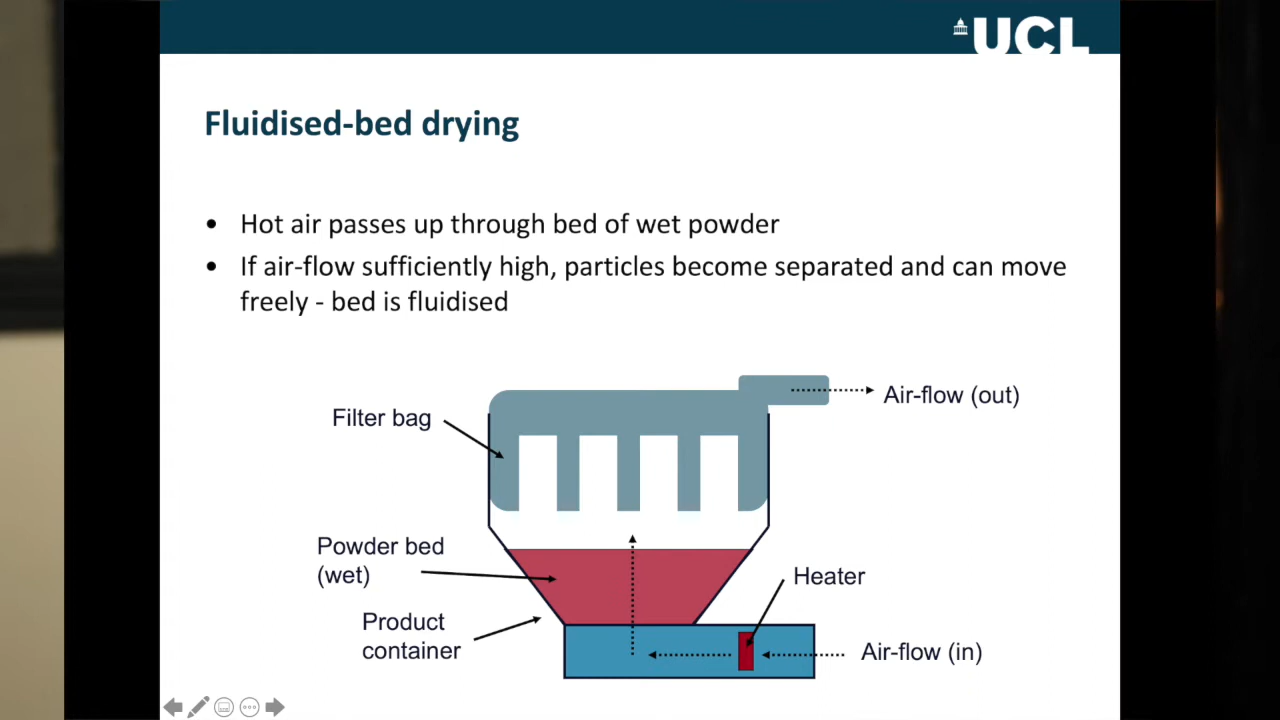 UCL
Fluidised-bed drying
• Hot air passes up through bed of wet powder
• If air-flow sufficiently high, particles become separated and can move
freely - bed is fluidised
Air-flow (out)
Filter bag
Powder bed
(wet)
Heater
Product
container
Air-flow (in)